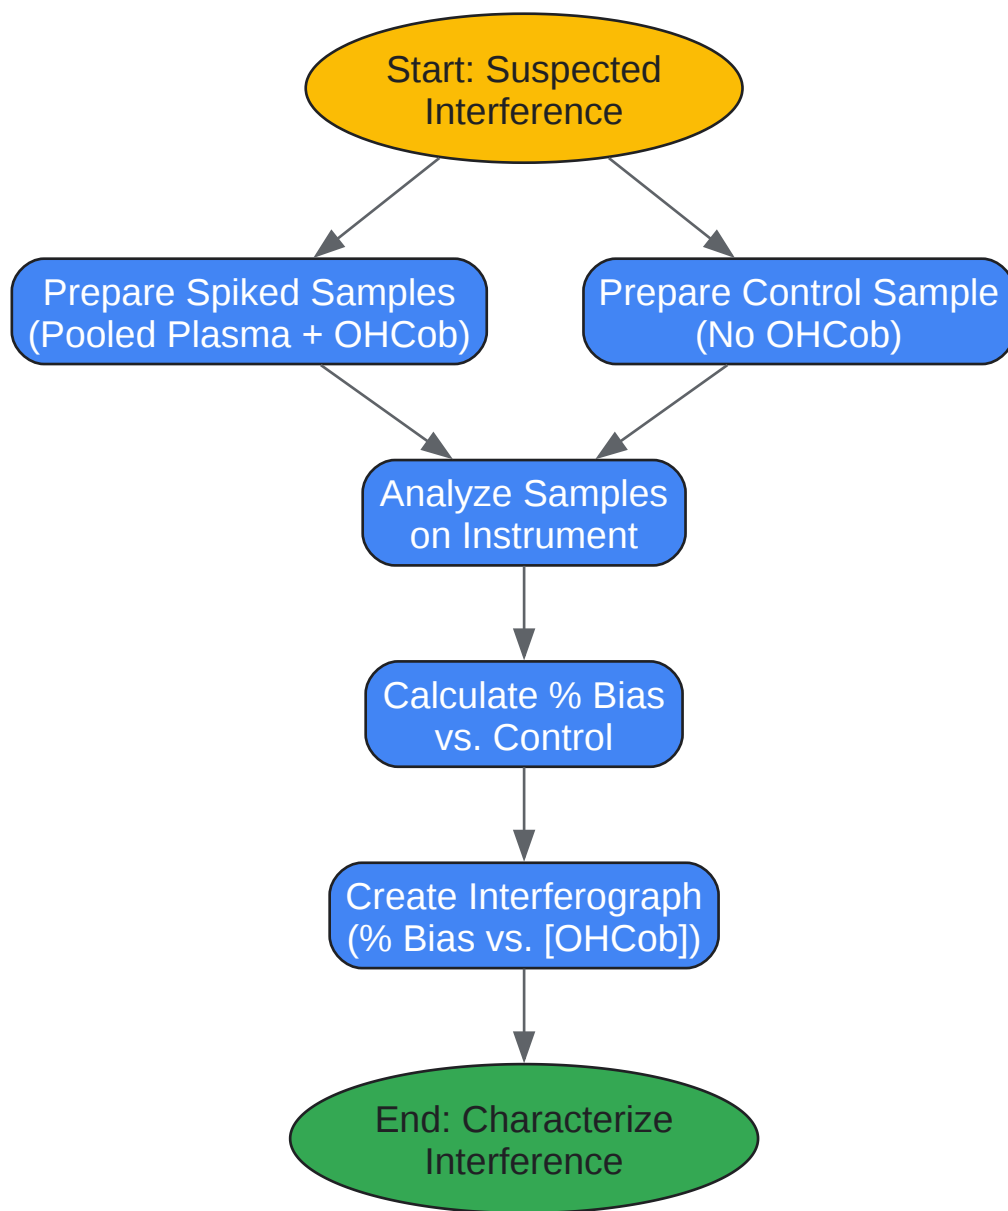 Start: Suspected
Interference
Prepare Spiked Samples
(Pooled Plasma + OHCob)
Prepare Control Sample
(No OHCob)
Analyze Samples
on Instrument
Calculate % Bias
vs. Control
Create Interferograph
(% Bias vs. [OHCob])
End: Characterize
Interference